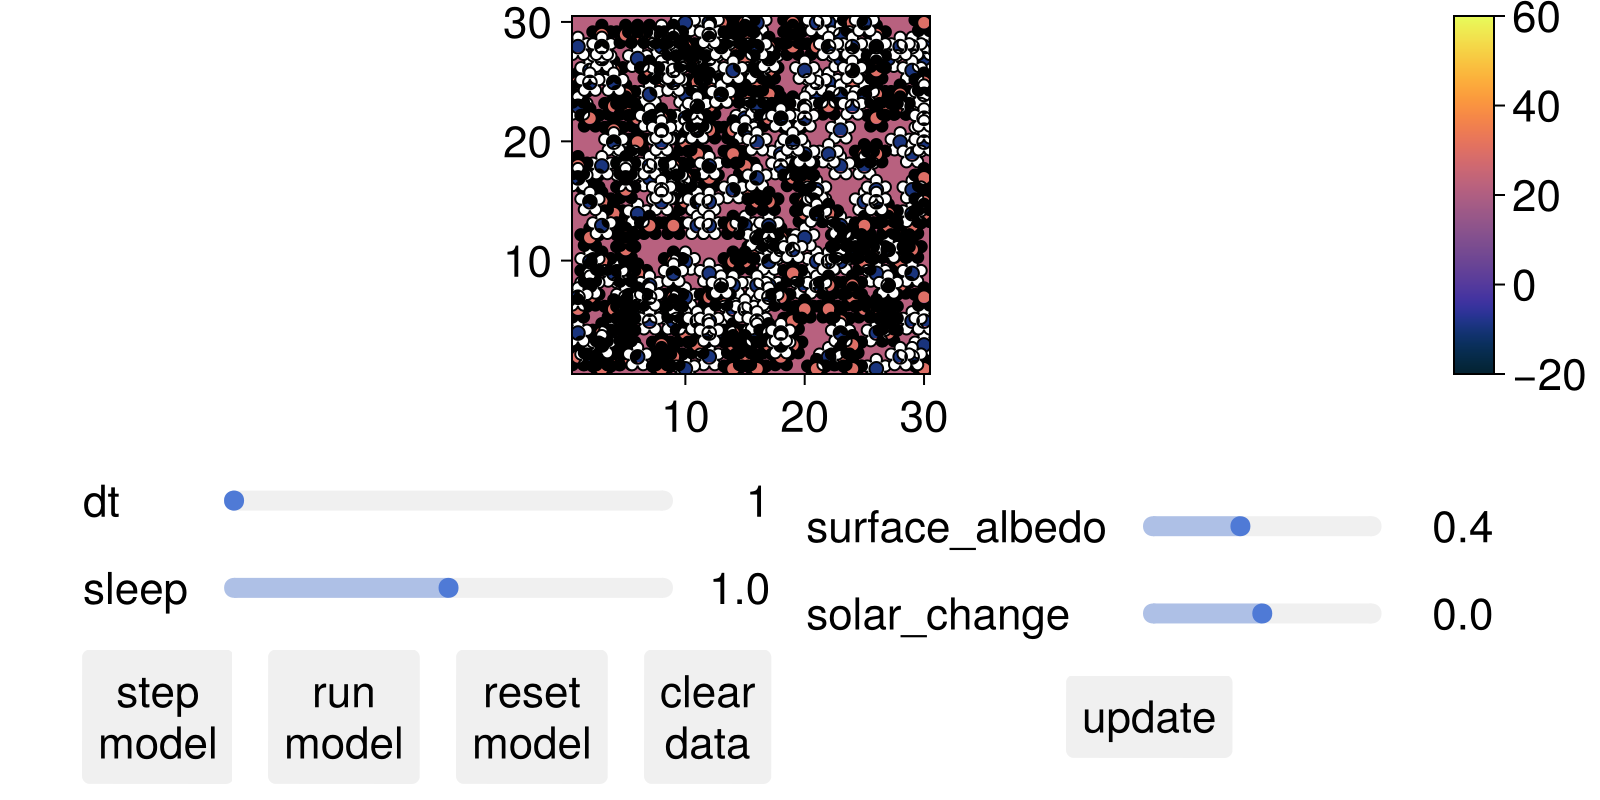 30
20
10
10 20 30
60
40
20
0
−20
dt 1
sleep 1.0
surface_albedo 0.4
solar_change 0.0
step
model
run
model
reset
model
clear
data
update